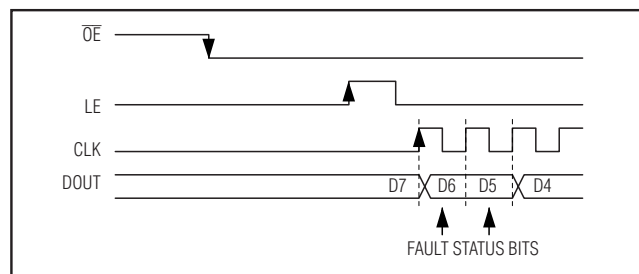 OE
LE
CLK
DOUT D7 D6 D5 D4
FAULT STATUS BITS